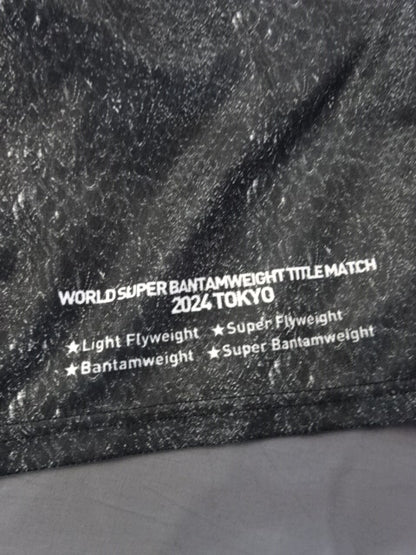 WORLD SUPER BANTAMWEIGHT TITLE MATCH
2024 TOKYO
★Light Flyweight ★Super Flyweight
★Bantamweight ★Super Bantamweight